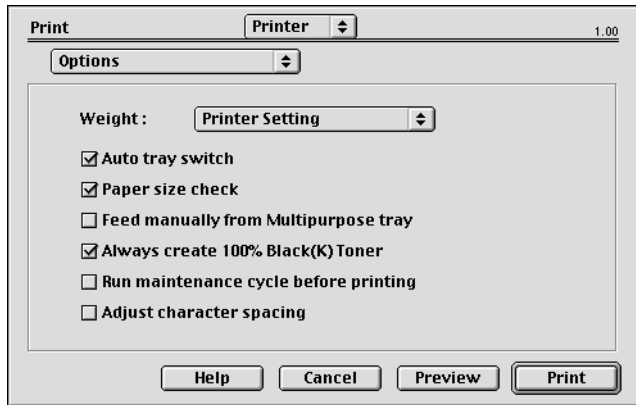 Print Printer 1.00
Options
Weight : Printer Setting
Auto tray switch
Paper size check
Feed manually from Multipurpose tray
Always create 100% Black(K) Toner
Run maintenance cycle before printing
Adjust character spacing
Help Cancel Preview Print